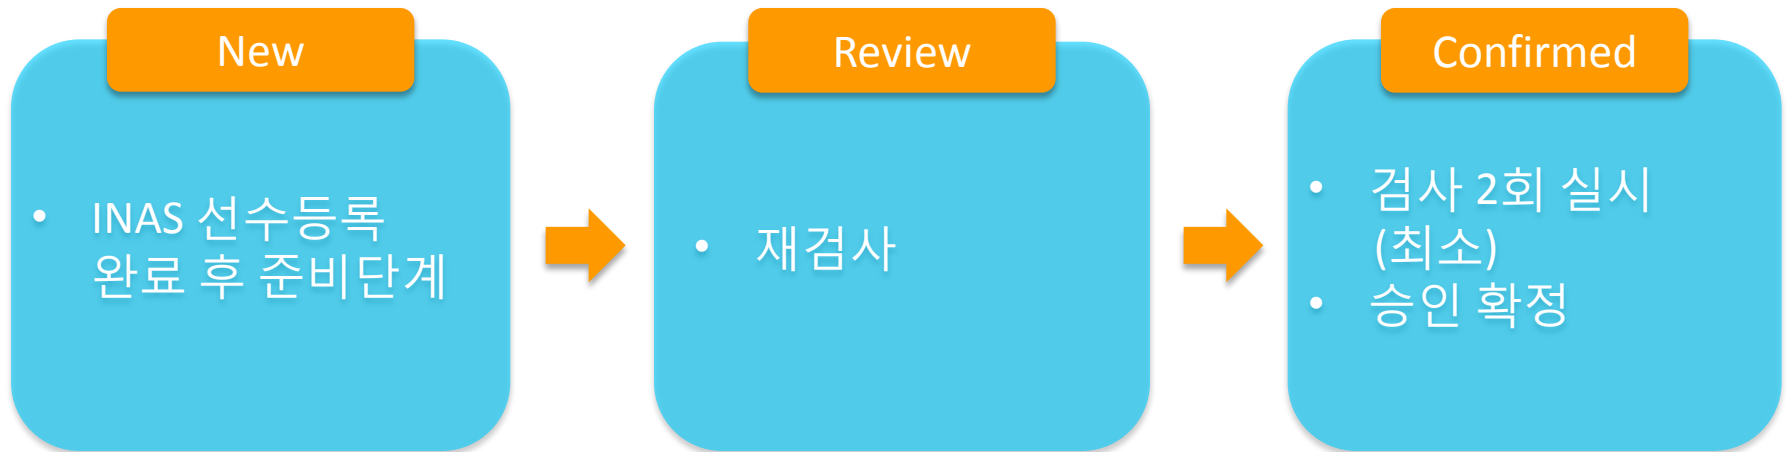 New
• INAS 선수등록
완료 후 준비단계
Review
• 재검사
Confirmed
• 검사 2회 실시
(최소)
• 승인 확정